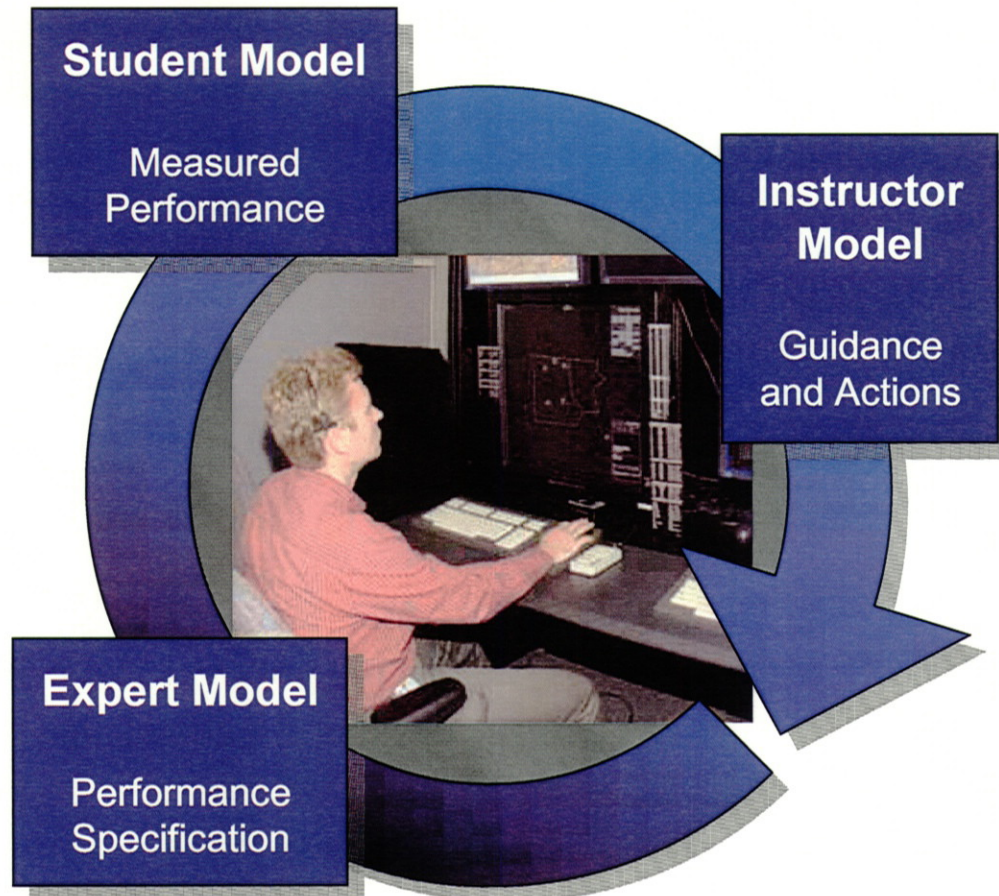 Student Model
Measured
Performance
Instructor
Model
Guidance
and Actions
Expert Model
Performance
Specification